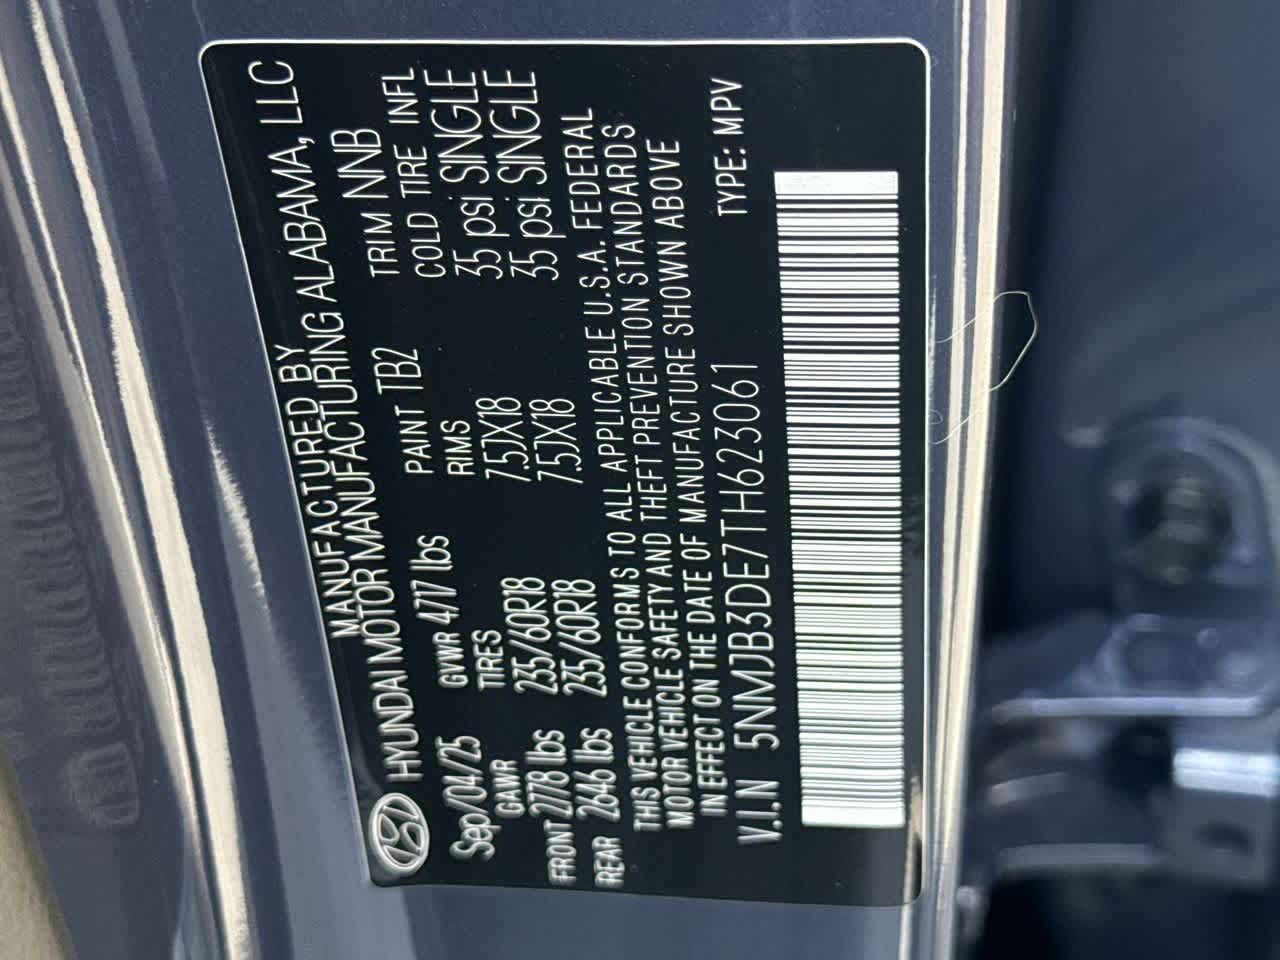 MANUFACTURED BY
HYUNDAI MOTOR MANUFACTURING ALABAMA, LLC
Sep/04/25 GVWR 4717 lbs PAINT TB2 TRIM NNB
GAWR TIRES RIMS COLD TIRE INFL
FRONT 2778 lbs 235/60R18 7.5JX18 35 psi SINGLE
REAR 2646 lbs 235/60R18 7.5JX18 35 psi SINGLE
THIS VEHICLE CONFORMS TO ALL APPLICABLE U.S.A. FEDERAL
MOTOR VEHICLE SAFETY AND THEFT PREVENTION STANDARDS
IN EFFECT ON THE DATE OF MANUFACTURE SHOWN ABOVE
V.I.N 5NMJB3DE7TH623061 TYPE: MPV